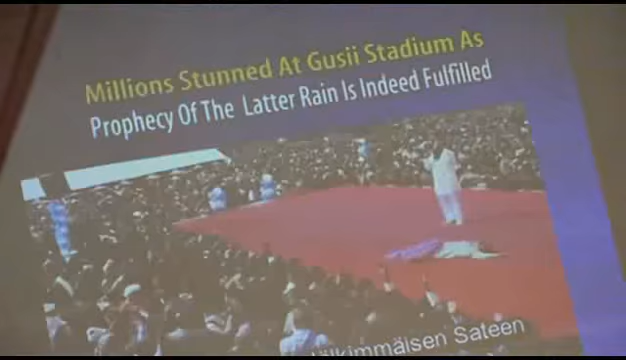 Millions Stunned At Gusii Stadium As
Prophecy Of The Latter Rain Is Indeed Fulfilled
Sateen